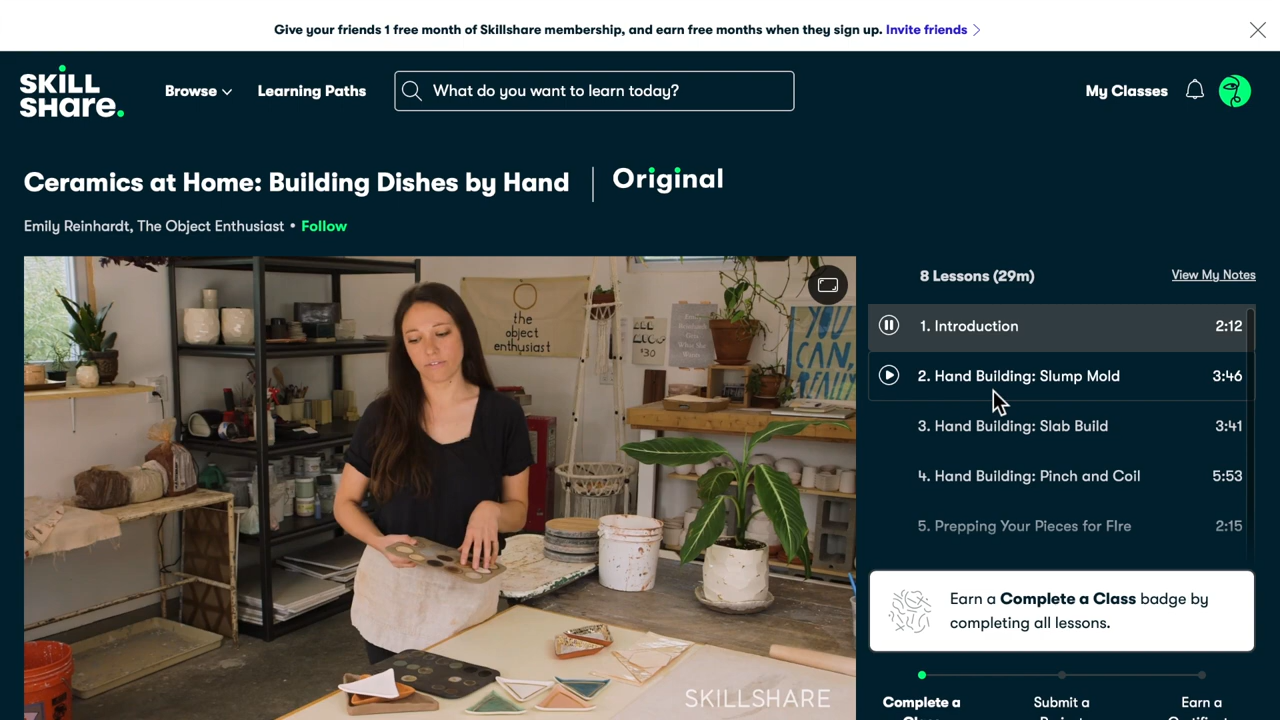 Give your friends 1 free month of Skillshare membership, and earn free months when they sign up. Invite friends
SKILL
SHare.
Browse
Learning Paths
What do you want to learn today?
My Classes
Ceramics at Home: Building Dishes by Hand
Original
Emily Reinhardt, The Object Enthusiast • Follow
8 Lessons (29m)
View My Notes
1. Introduction 2:12
2. Hand Building: Slump Mold 3:46
3. Hand Building: Slab Build 3:41
4. Hand Building: Pinch and Coil 5:53
5. Prepping Your Pieces for FIre 2:15
the
object
enthusiast
$30
YOU
CAN.
SKILLSHARE
Earn a Complete a Class badge by
completing all lessons.
Complete a
Submit a
Earn a